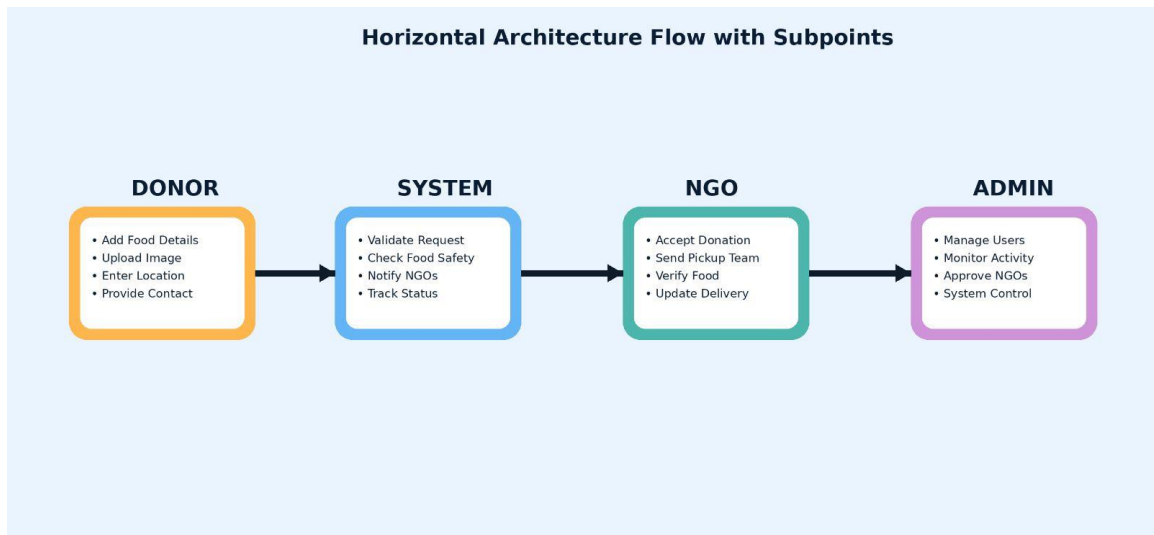 Horizontal Architecture Flow with Subpoints
DONOR
• Add Food Details
• Upload Image
• Enter Location
• Provide Contact
SYSTEM
• Validate Request
• Check Food Safety
• Notify NGOs
• Track Status
NGO
• Accept Donation
• Send Pickup Team
• Verify Food
• Update Delivery
ADMIN
• Manage Users
• Monitor Activity
• Approve NGOs
• System Control